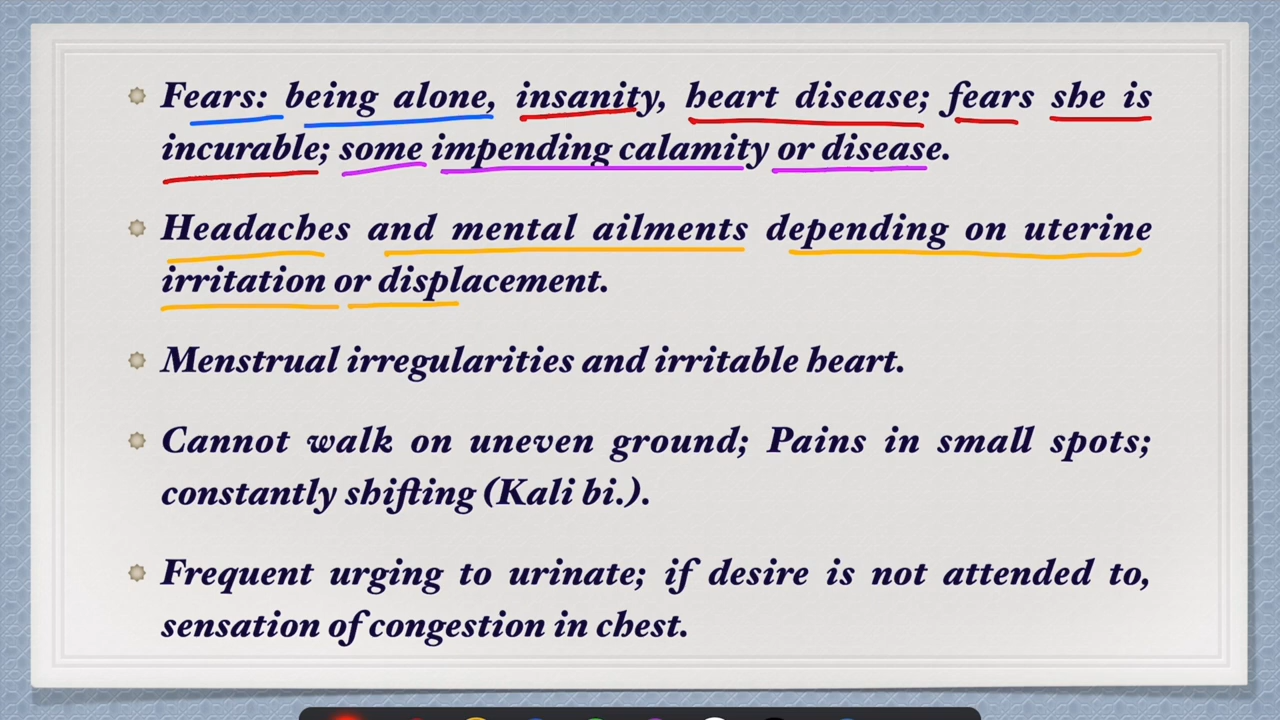 Fears: being alone, insanity, heart disease; fears she is
incurable; some impending calamity or disease.
Headaches and mental ailments depending on uterine
irritation or displacement.
Menstrual irregularities and irritable heart.
Cannot walk on uneven ground; Pains in small spots;
constantly shifting (Kali bi.).
Frequent urging to urinate; if desire is not attended to,
sensation of congestion in chest.